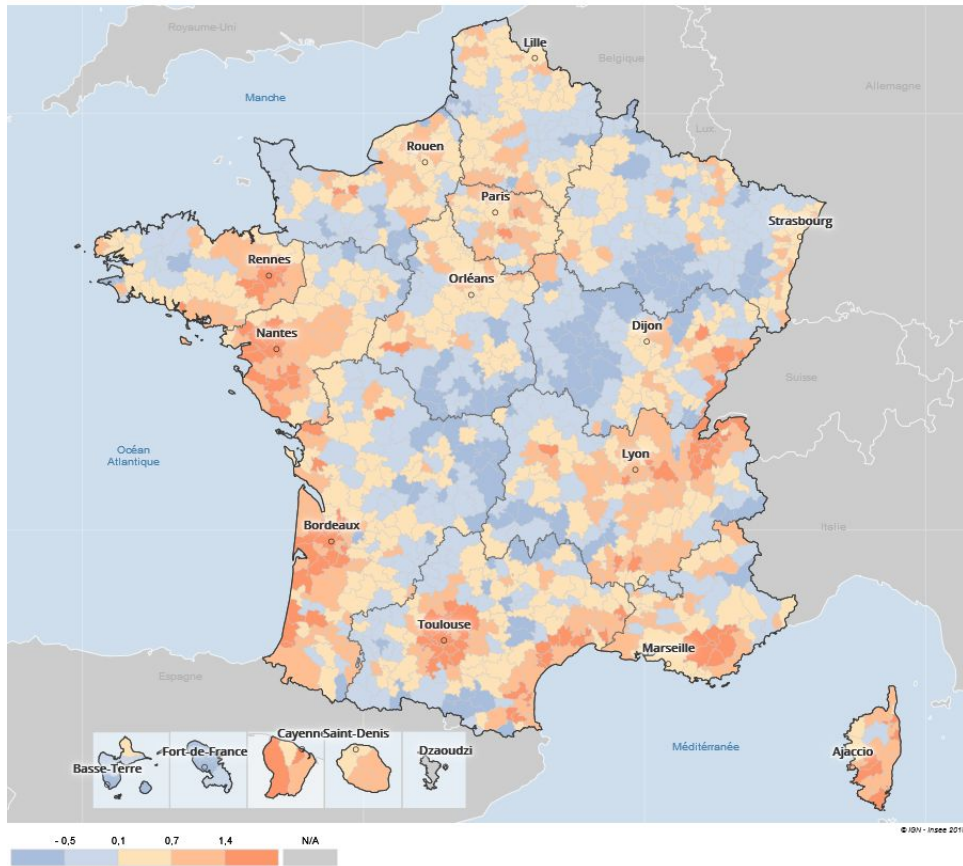 Royaume-Uni
Lille
Belgique
Allemagne
Manche
Lux.
Rouen
Paris
Strasbourg
Rennes
Orléans
Nantes
Dijon
Suisse
Océan
Atlantique
Lyon
Bordeaux
Italie
Toulouse
Marseille
Espagne
Cayenne
Saint-Denis
Fort-de-France
Dzaoudzi
Basse-Terre
Méditérranée
Ajaccio
© IGN - Insee 201
- 0,5 0,1 0,7 1,4 N/A